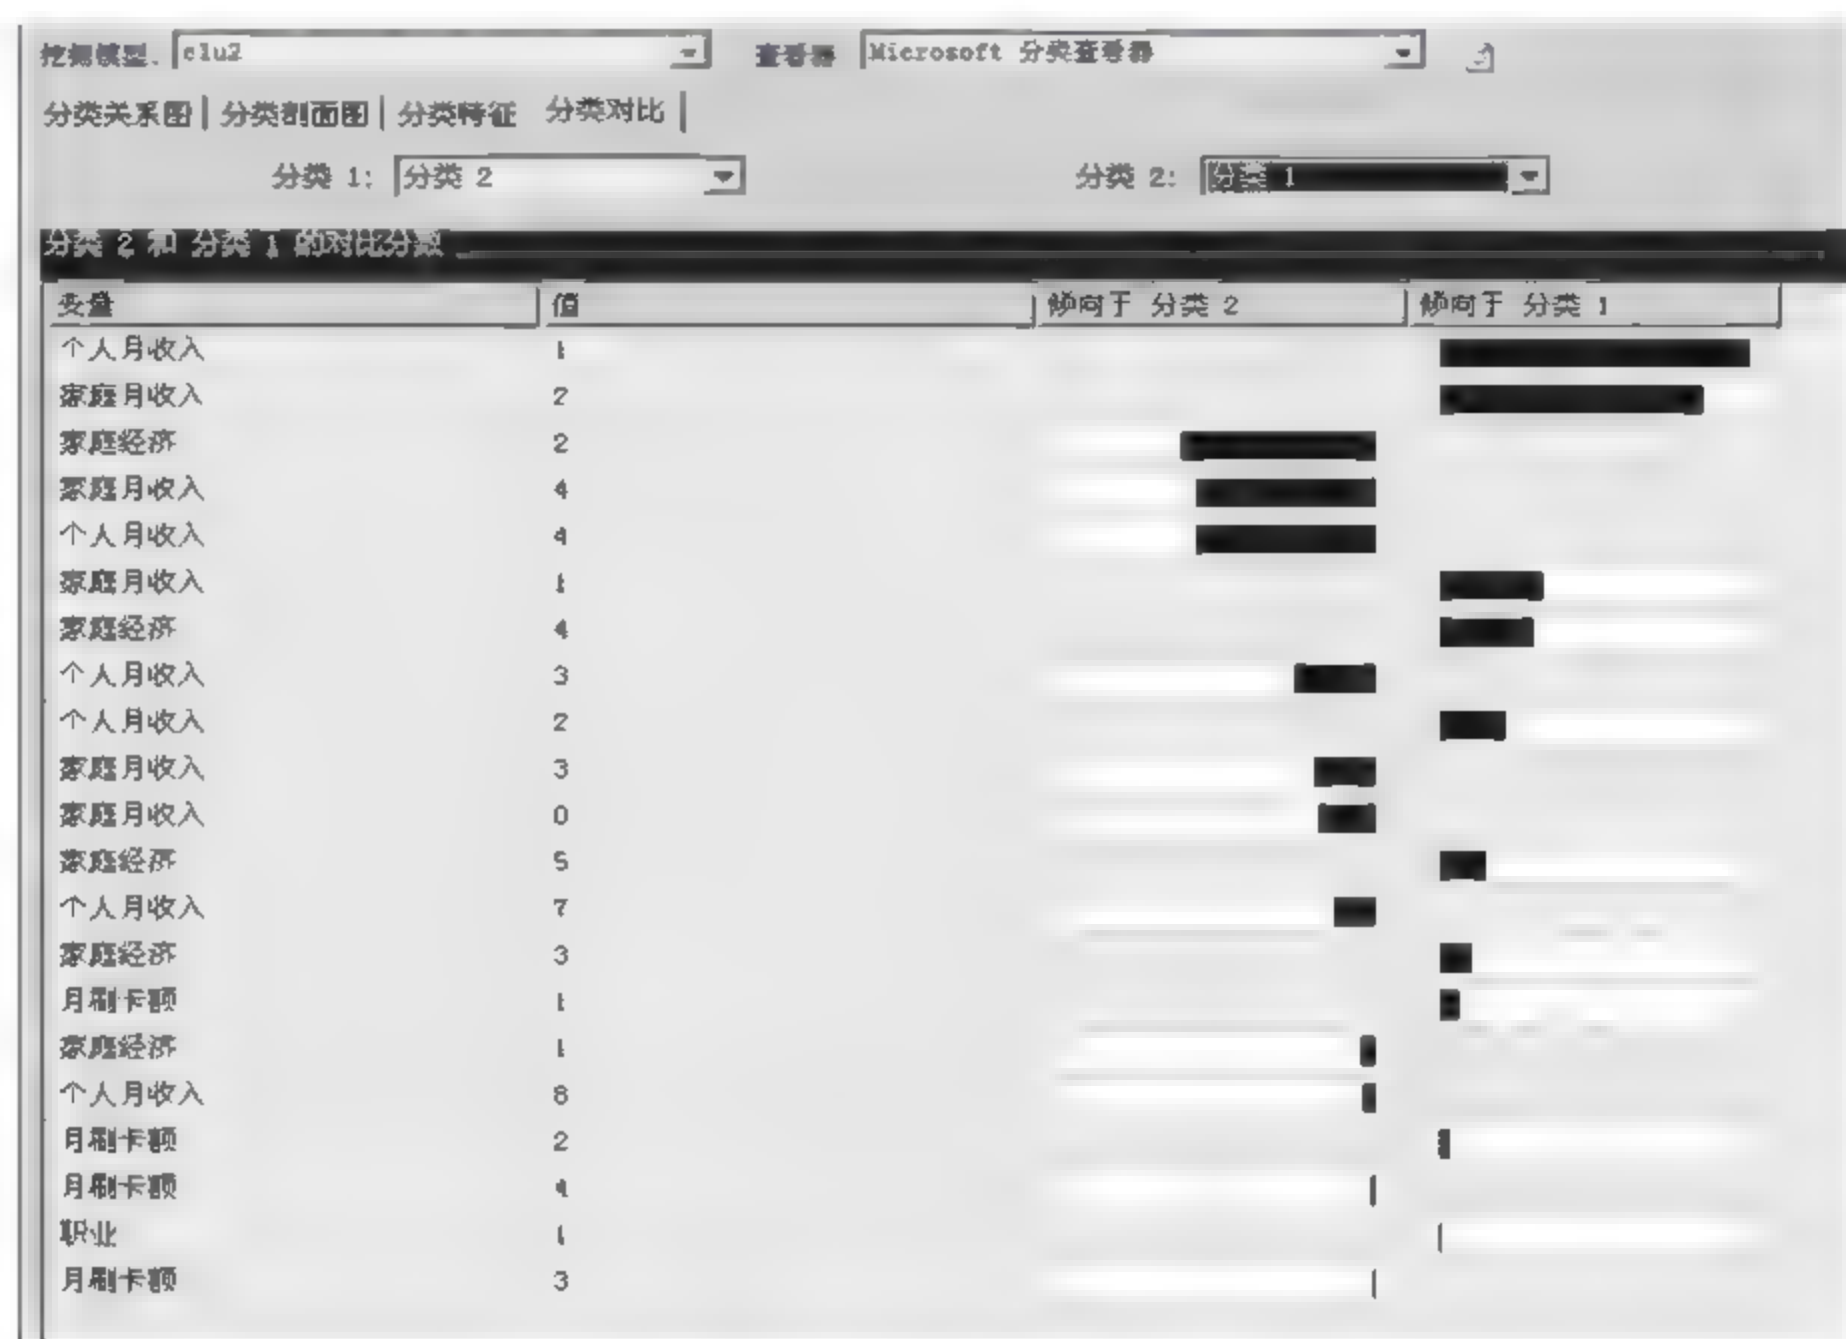 挖掘模型: clu2 查看器 Microsoft 分类查看器
分类关系图 分类剖面图 分类特征 分类对比
分类 1: 分类 2 分类 2: 分类 1
分类 2 和 分类 1 的对比分数
变量 值 倾向于 分类 2 倾向于 分类 1
个人月收入 1
家庭月收入 2
家庭经济 2
家庭月收入 4
个人月收入 4
家庭月收入 1
家庭经济 4
个人月收入 3
个人月收入 2
家庭月收入 3
家庭月收入 0
家庭经济 5
个人月收入 7
家庭经济 3
月刷卡额 1
家庭经济 1
个人月收入 8
月刷卡额 2
月刷卡额 4
职业 1
月刷卡额 3